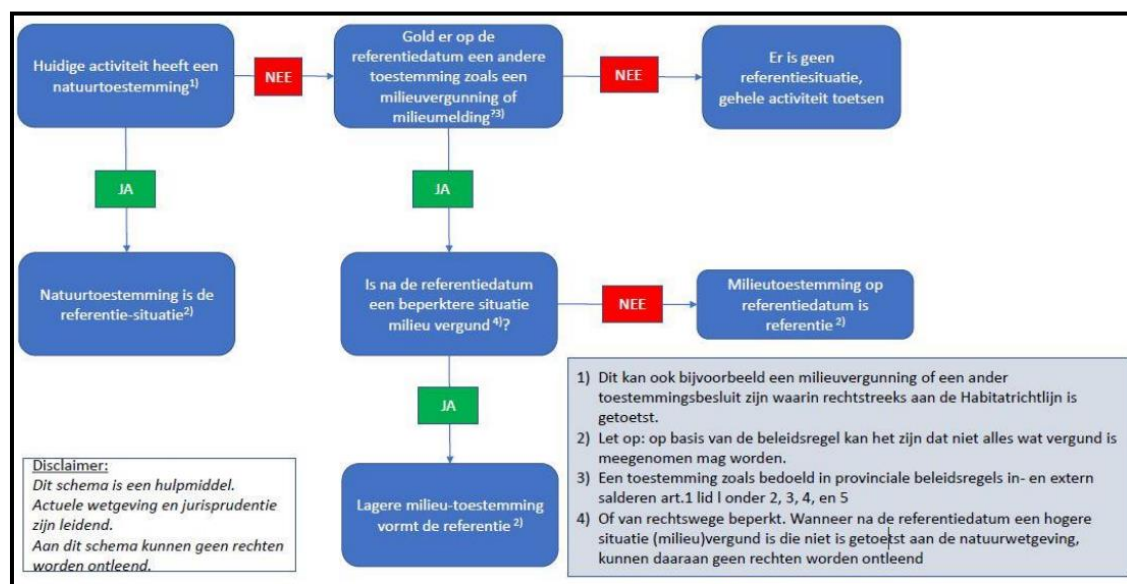 Huidige activiteit heeft een
natuurtoestemming¹⁾
NEE
Gold er op de
referentiedatum een andere
toestemming zoals een
milieuvergunning of
milieumelding?³⁾
NEE
Er is geen
referentiesituatie,
gehele activiteit toetsen
JA
JA
Natuurtoestemming is de
referentie-situatie²⁾
Is na de referentiedatum
een beperktere situatie
milieu vergund ⁴⁾?
NEE
Milieutoestemming op
referentiedatum is
referentie ²⁾
JA
Lagere milieu-toestemming
vormt de referentie ²⁾
Disclaimer:
Dit schema is een hulpmiddel.
Actuele wetgeving en jurisprudentie
zijn leidend.
Aan dit schema kunnen geen rechten
worden ontleend.
1) Dit kan ook bijvoorbeeld een milieuvergunning of een ander
toestemmingsbesluit zijn waarin rechtstreeks aan de Habitatrichtlijn is
getoetst.
2) Let op: op basis van de beleidsregel kan het zijn dat niet alles wat vergund is
meegenomen mag worden.
3) Een toestemming zoals bedoeld in provinciale beleidsregels in- en extern
salderen art.1 lid l onder 2, 3, 4, en 5
4) Of van rechtswege beperkt. Wanneer na de referentiedatum een hogere
situatie (milieu)vergund is die niet is getoetst aan de natuurwetgeving,
kunnen daaraan geen rechten worden ontleend